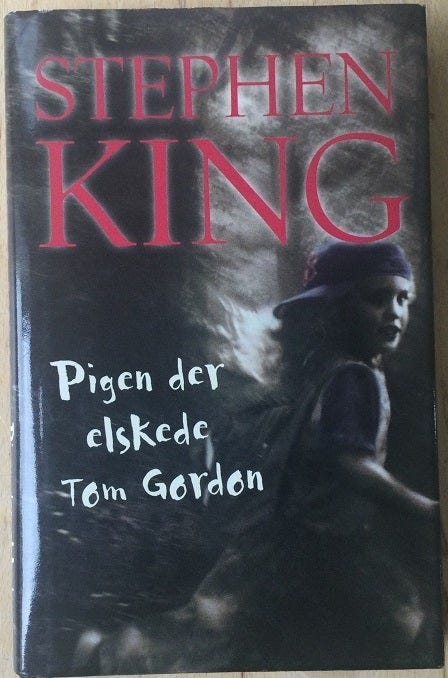 STEPHEN
KING
Pigen der
elskede
Tom Gordon